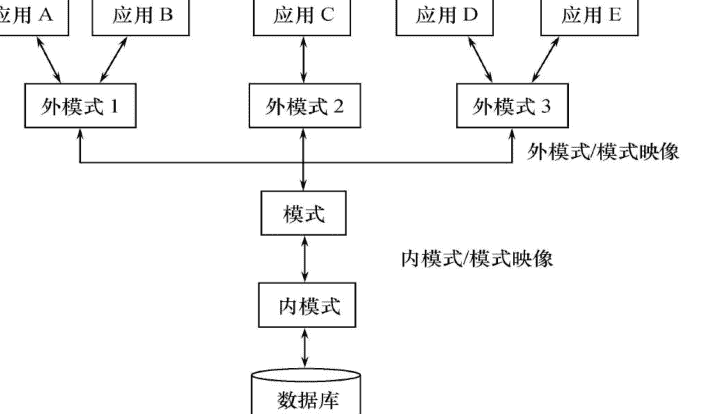 应用 A
应用 B
应用 C
应用 D
应用 E
外模式 1
外模式 2
外模式 3
外模式/模式映像
模式
内模式/模式映像
内模式
数据库